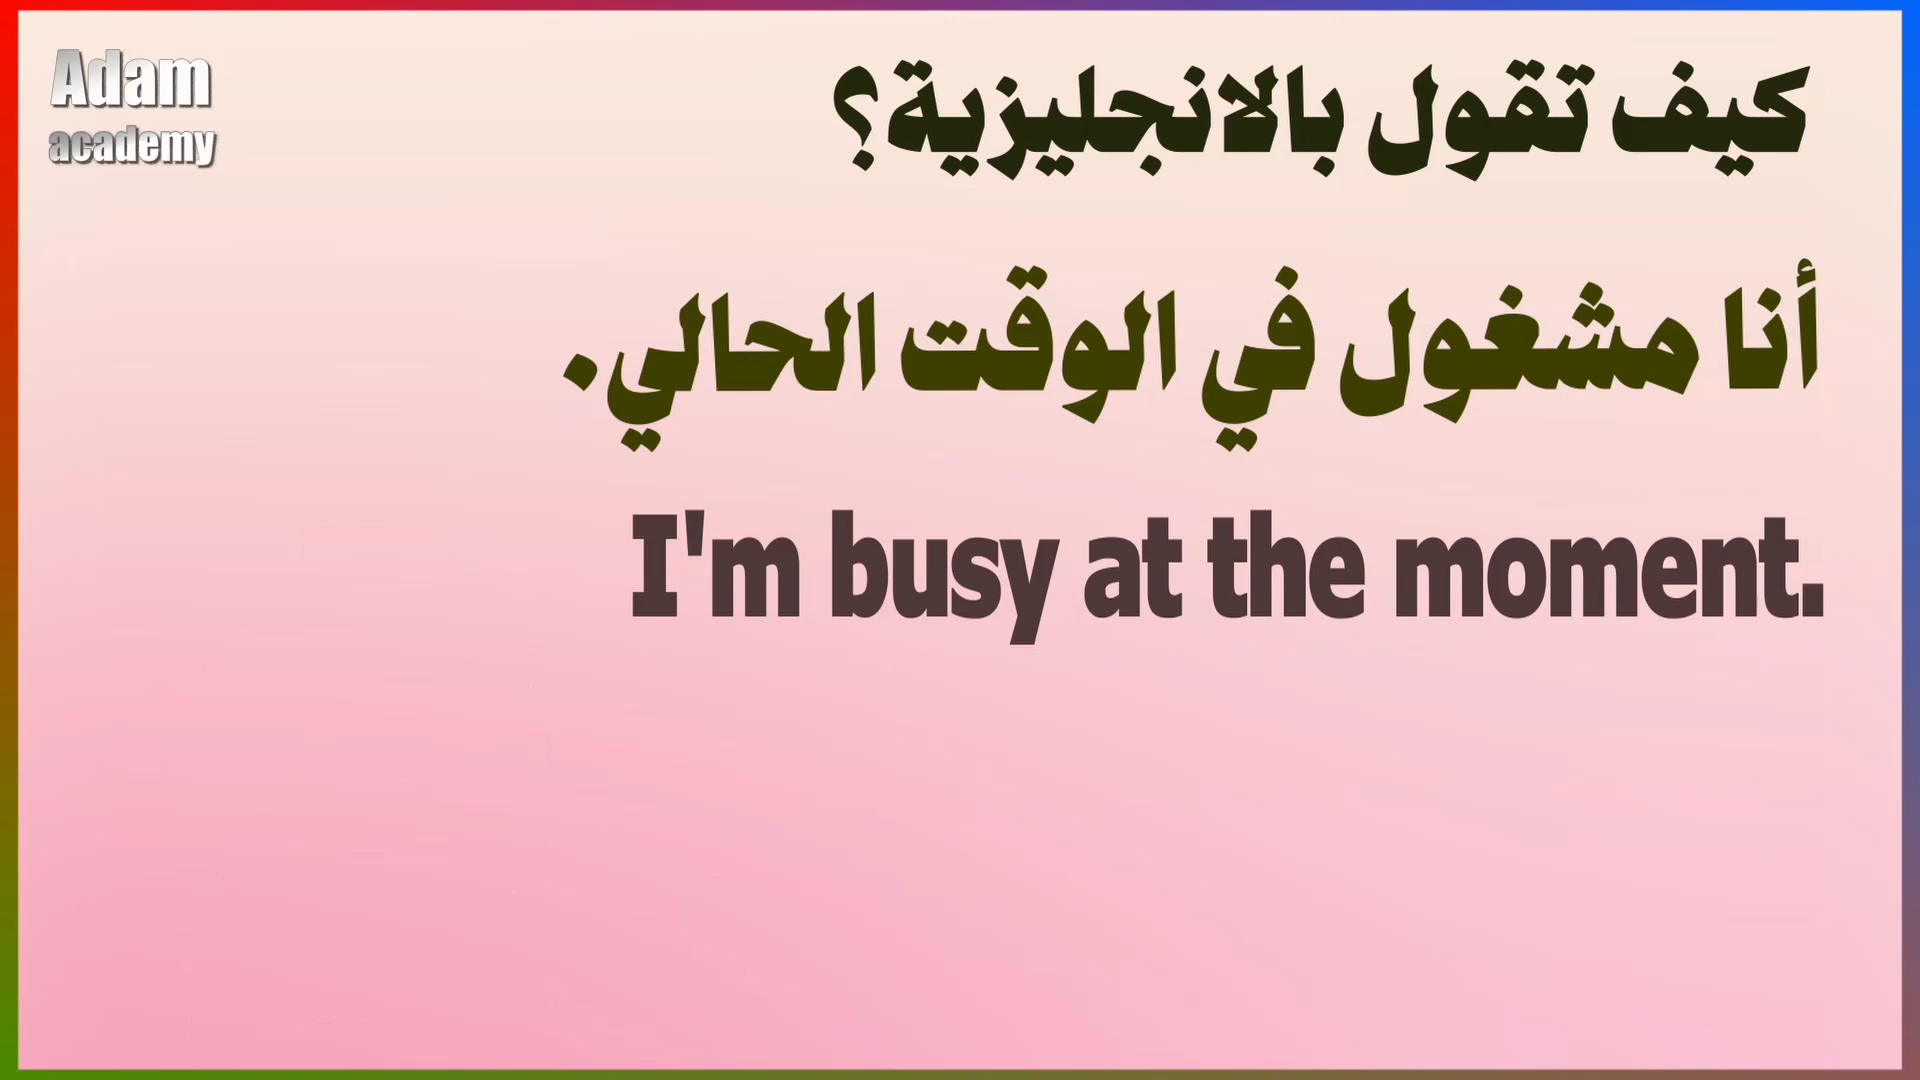 Adam
academy
كيف تقول بالانجليزية؟
أنا مشغول في الوقت الحالي.
I'm busy at the moment.